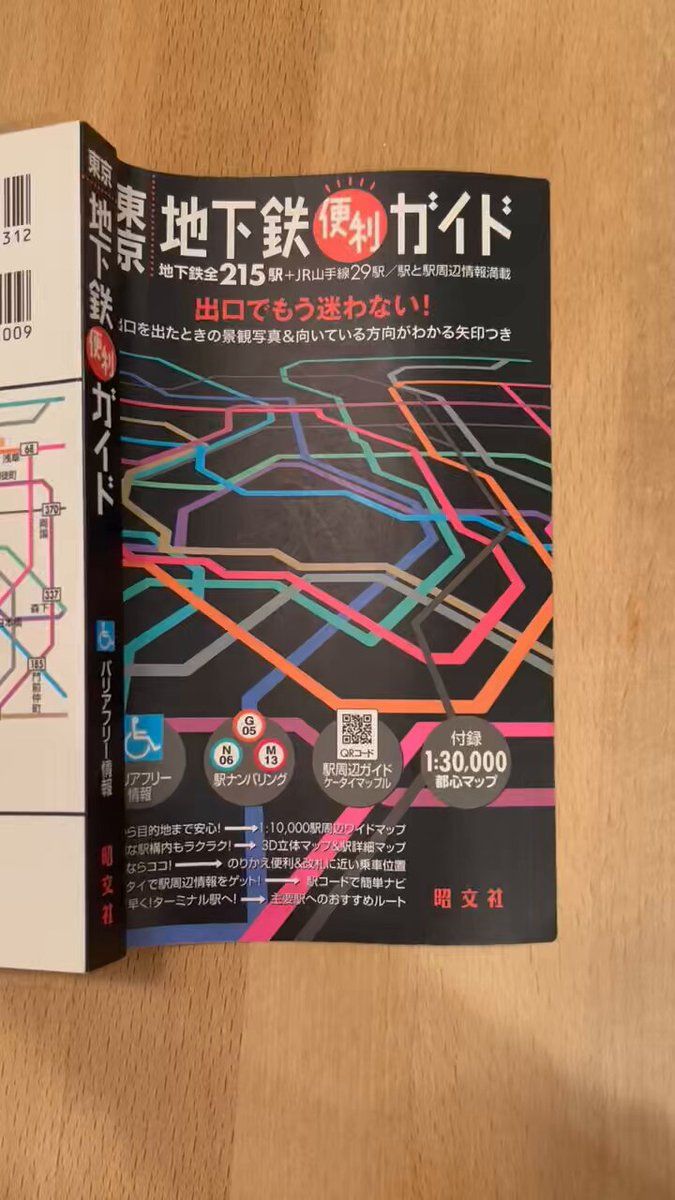 312
009
浅草
68
370
両国
337
森下
185
門前仲町
東京
地下鉄便利ガイド
バリアフリー情報
昭文社
東京
地下鉄便利ガイド
地下鉄全215駅+JR山手線29駅/駅と駅周辺情報満載
出口でもう迷わない!
口を出たときの景観写真&向いている方向がわかる矢印つき
リアフリー
情報
G
05
N
06
M
13
駅ナンバリング
QRコード
駅周辺ガイド
ケータイマップル
付録
1:30,000
都心マップ
ら目的地まで安心!→1:10,000駅周辺ワイドマップ
な駅構内もラクラク!→3D立体マップ&駅詳細マップ
ならココ!→のりかえ便利&改札に近い乗車位置
タイで駅周辺情報をゲット!→駅コードで簡単ナビ
早く!ターミナル駅へ!→主要駅へのおすすめルート
昭文社